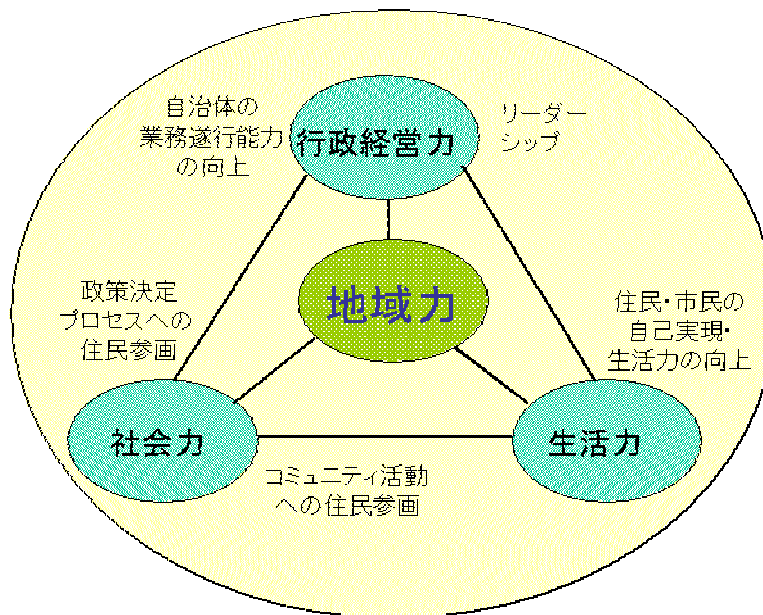 自治体の
業務遂行能力
の向上
行政経営力
リーダー
シップ
地域力
政策決定
プロセスへの
住民参画
住民・市民の
自己実現・
生活力の向上
社会力
生活力
コミュニティ活動
への住民参画